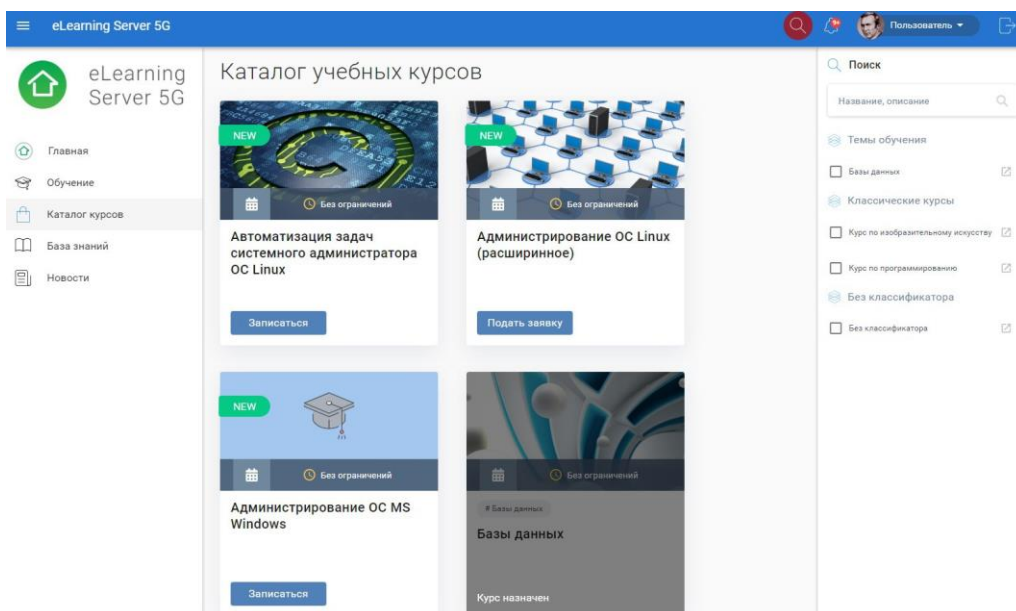 eLearning Server 5G
Пользователь
eLearning
Server 5G
Главная
Обучение
Каталог курсов
База знаний
Новости
Каталог учебных курсов
NEW
Без ограничений
Автоматизация задач
системного администратора
ОС Linux
Записаться
NEW
Без ограничений
Администрирование ОС Linux
(расширинное)
Подать заявку
NEW
Без ограничений
Администрирование ОС MS
Windows
Записаться
Без ограничений
# Базы данных
Базы данных
Курс назначен
Поиск
Название, описание
Темы обучения
Базы данных
Классические курсы
Курс по изобразительному искусству
Курс по программированию
Без классификатора
Без классификатора